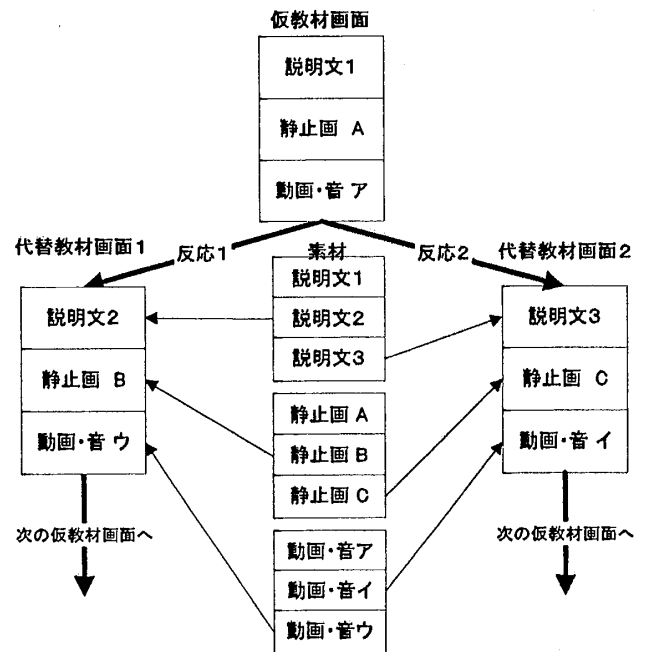 仮教材画面
説明文1
静止画 A
動画・音 ア
代替教材画面1
反応1
素材
反応2
代替教材画面2
説明文1
説明文2
説明文3
静止画 A
静止画 B
静止画 C
動画・音ア
動画・音イ
動画・音ウ
説明文2
静止画 B
動画・音 ウ
次の仮教材画面へ
説明文3
静止画 C
動画・音 イ
次の仮教材画面へ